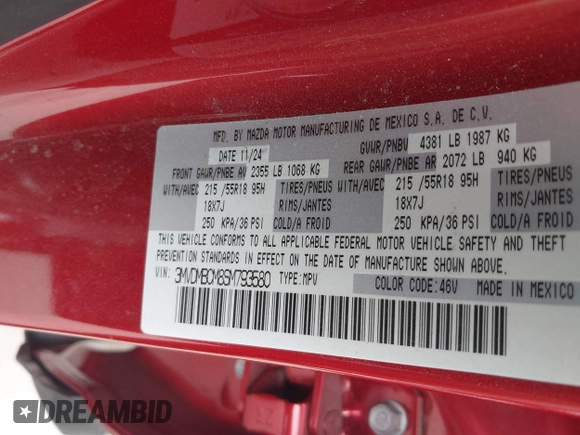 MFD. BY MAZDA MOTOR MANUFACTURING DE MEXICO S.A. DE C.V.
DATE 11/24 GVWR/PNBV 4381 LB 1987 KG
FRONT GAWR/PNBE AV 2355 LB 1068 KG REAR GAWR/PNBE AR 2072 LB 940 KG
WITH/AVEC 215 /55R18 95H TIRES/PNEUS WITH/AVEC 215 /55R18 95H TIRES/PNEUS
18X7J RIMS/JANTES 18X7J RIMS/JANTES
250 KPA/36 PSI COLD/A FROID 250 KPA/36 PSI COLD/A FROID
THIS VEHICLE CONFORMS TO ALL APPLICABLE FEDERAL MOTOR VEHICLE SAFETY AND THEFT
PREVENTION STANDARDS IN EFFECT ON THE DATE OF MANUFACTURE SHOWN ABOVE.
VIN: 3MVDMBCM8SM793580 TYPE: MPV
COLOR/CODE: 46V MADE IN MEXICO
DREAMBID